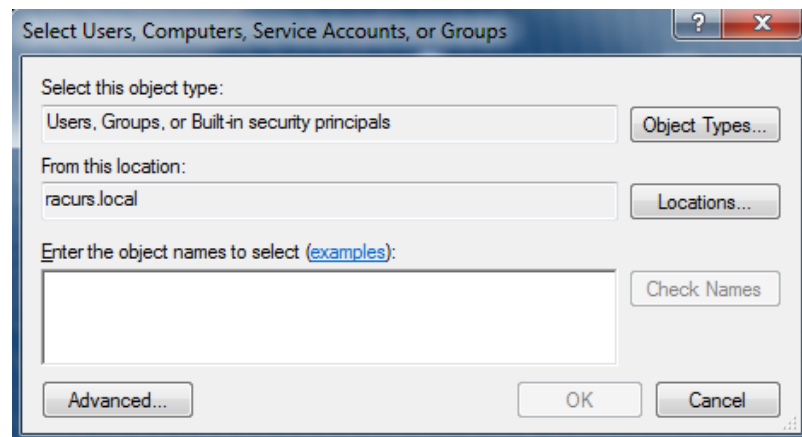 Select Users, Computers, Service Accounts, or Groups
?
Select this object type:
Users, Groups, or Built-in security principals
Object Types...
From this location:
racurs.local
Locations...
Enter the object names to select (examples):
Check Names
Advanced...
OK
Cancel